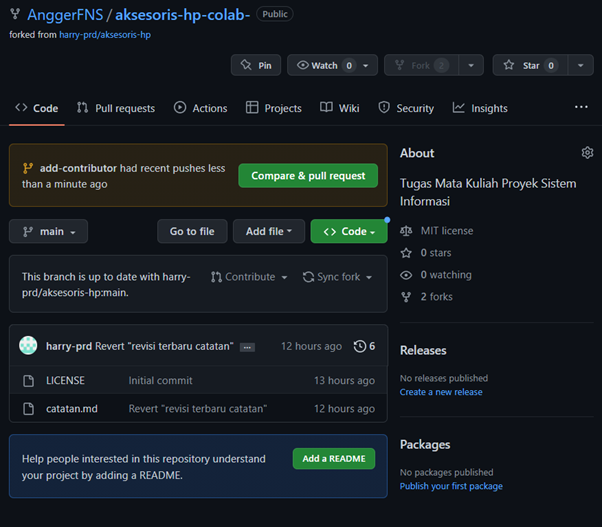 AnggerFNS / aksesoris-hp-colab- Public
forked from harry-prd/aksesoris-hp
Pin Watch 0 Fork 2 Star 0
Code Pull requests Actions Projects Wiki Security Insights ...
add-contributor had recent pushes less
than a minute ago
Compare & pull request
main Go to file Add file Code
This branch is up to date with harry-
prd/aksesoris-hp:main.
Contribute Sync fork
harry-prd Revert "revisi terbaru catatan" ... 12 hours ago 6
LICENSE Initial commit 13 hours ago
catatan.md Revert "revisi terbaru catatan" 12 hours ago
Help people interested in this repository understand
your project by adding a README.
Add a README
About
Tugas Mata Kuliah Proyek Sistem
Informasi
MIT license
0 stars
0 watching
2 forks
Releases
No releases published
Create a new release
Packages
No packages published
Publish your first package